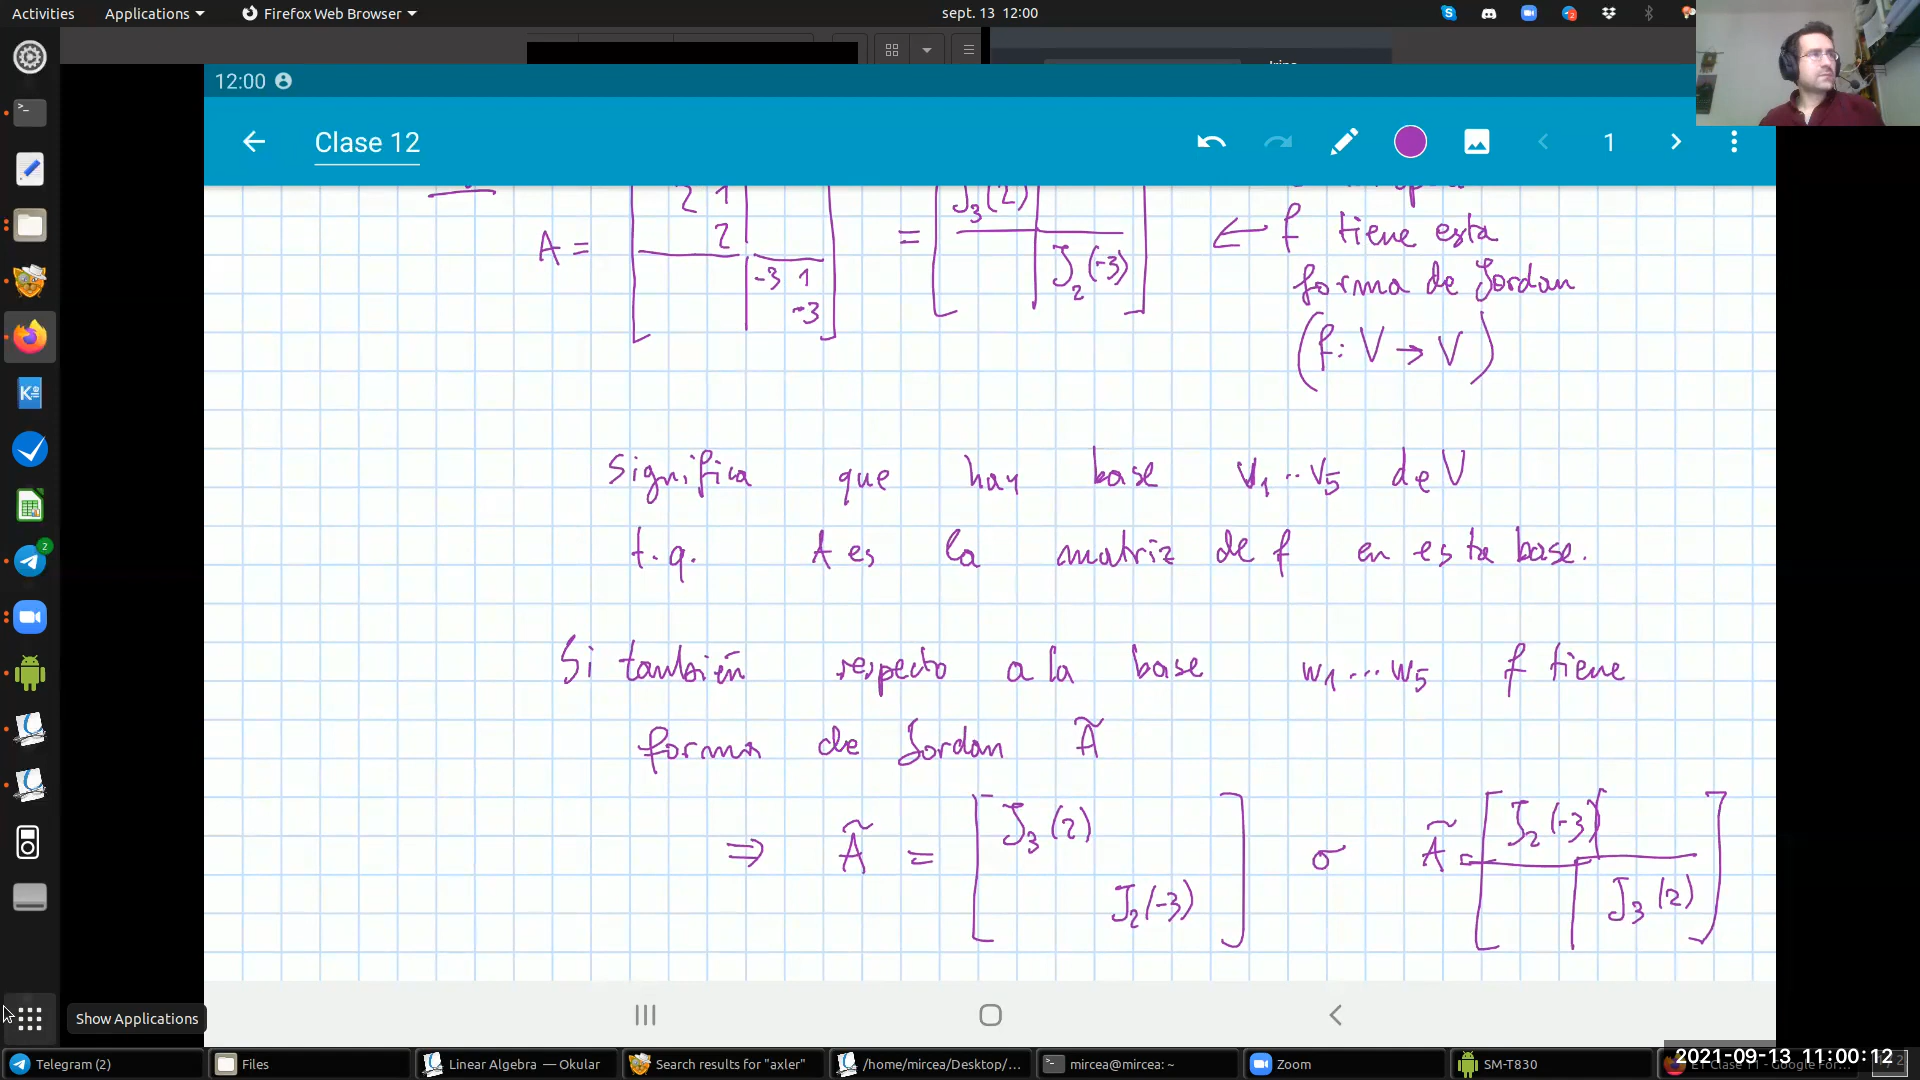 Activities Applications Firefox Web Browser sept. 13 12:00
12:00
Clase 12 1
2 1 J3(2)
A = 2 = J2(-3) ← f tiene esta
-3 1 forma de Jordan
-3
(f: V → V)
Significa que hay base v1 .. v5 de V
t.q. A es la matriz de f en esta base.
Si también respecto a la base w1 ... w5 f tiene
forma de Jordan Ã
⇒ Ã = [ J3(2) J2(-3) ] o Ã = [ J2(-3) J3(2) ]
2
Show Applications
Telegram (2) Files Linear Algebra — Okular Search results for "axler" /home/mircea/Desktop/... mircea@mircea: ~ Zoom SM-T830
2021-09-13 11:00:12